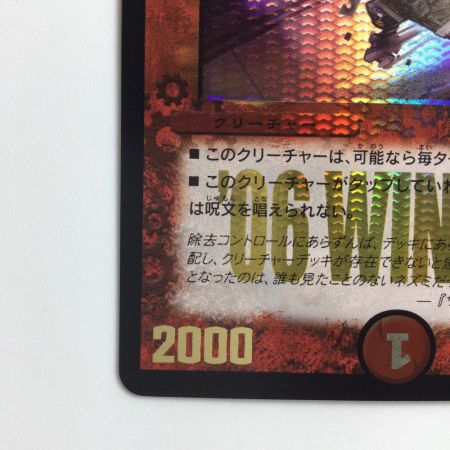 クリーチャー
■このクリーチャーは、可能なら毎ター
■このクリーチャーがタップしていれ
は呪文を唱えられない。
除去コントロールにあらずんば、デッキにあ
配し、クリーチャーデッキが存在できないと
となったのは、誰も見たことのないネズミだ
—『
06 WIN
2000
1